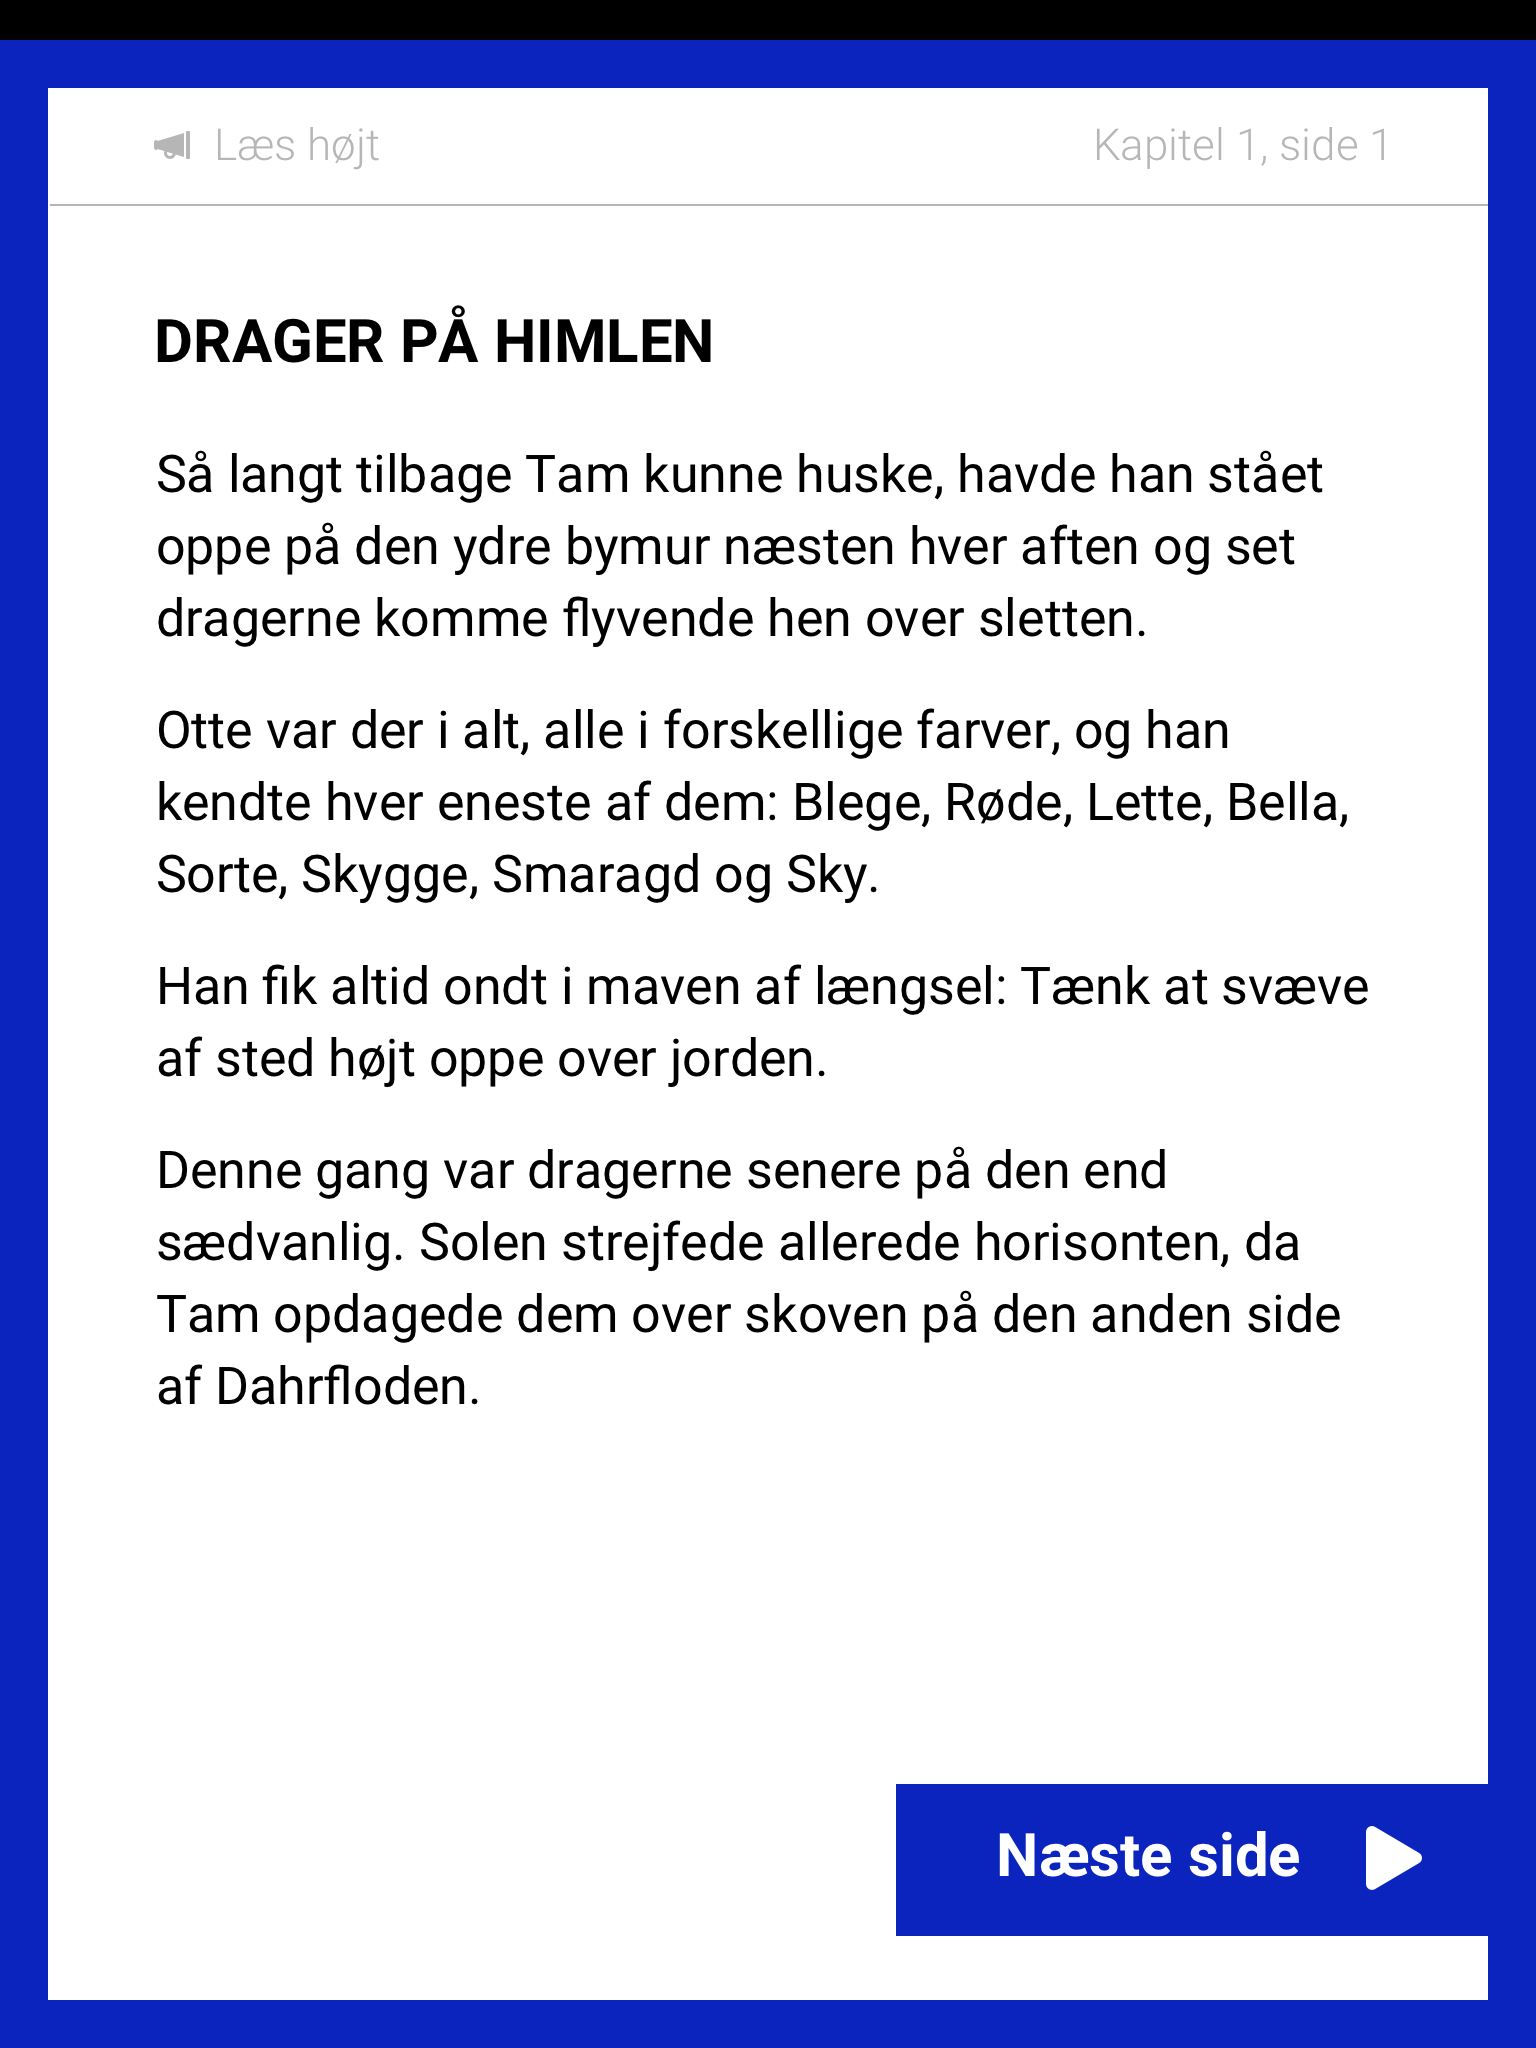 Læs højt
Kapitel 1, side 1
DRAGER PÅ HIMLEN
Så langt tilbage Tam kunne huske, havde han stået
oppe på den ydre bymur næsten hver aften og set
dragerne komme flyvende hen over sletten.
Otte var der i alt, alle i forskellige farver, og han
kendte hver eneste af dem: Blege, Røde, Lette, Bella,
Sorte, Skygge, Smaragd og Sky.
Han fik altid ondt i maven af længsel: Tænk at svæve
af sted højt oppe over jorden.
Denne gang var dragerne senere på den end
sædvanlig. Solen strejfede allerede horisonten, da
Tam opdagede dem over skoven på den anden side
af Dahrfloden.
Næste side